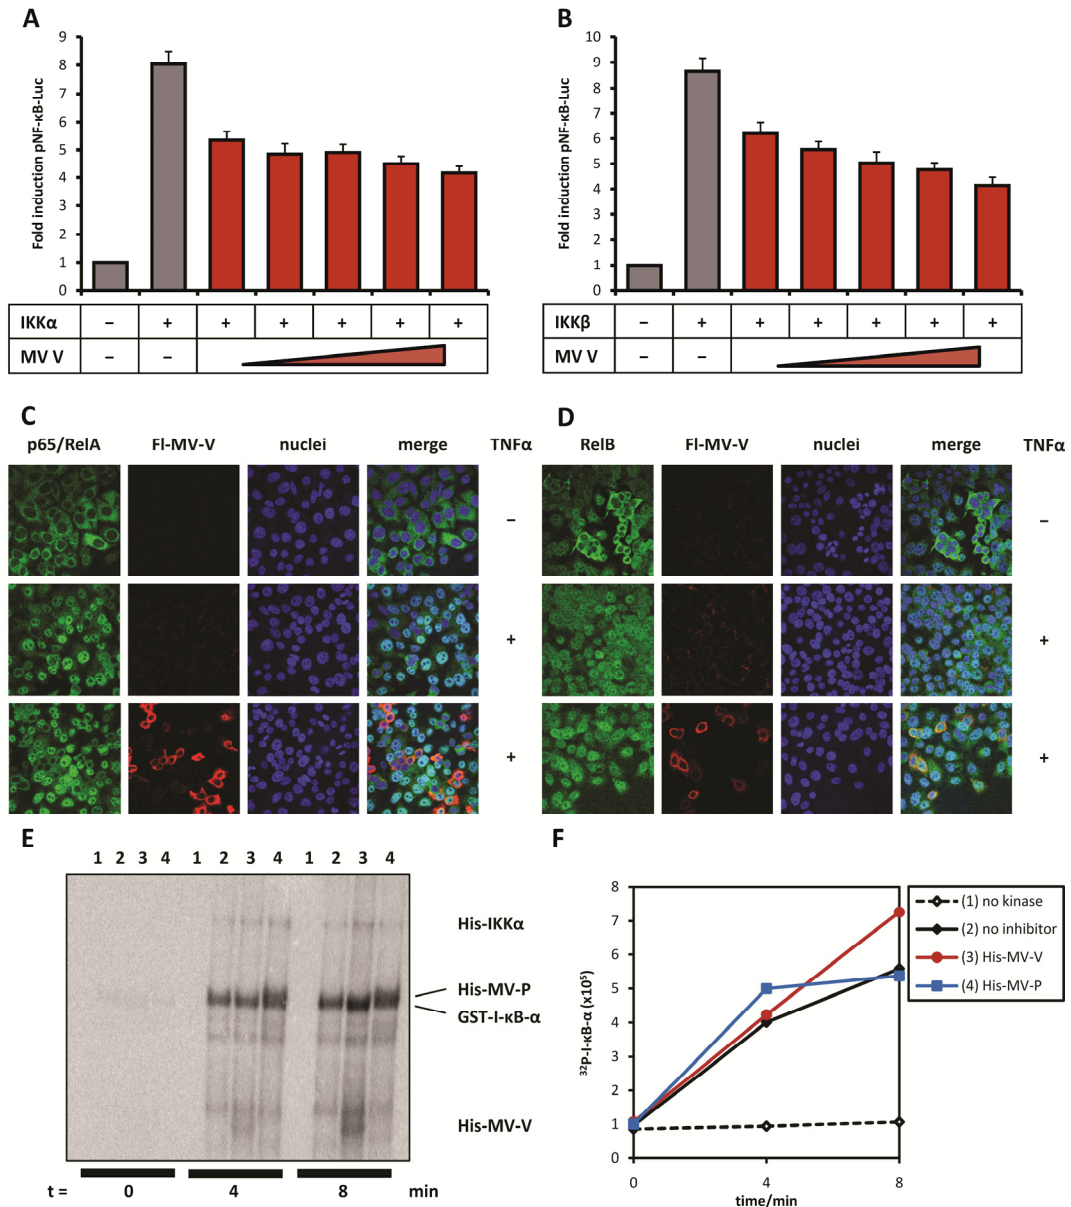 A
Fold induction pNF-κB-Luc
9
8
7
6
5
4
3
2
1
0
IKKα – + + + + + +
MV V – –
B
Fold induction pNF-κB-Luc
10
9
8
7
6
5
4
3
2
1
0
IKKβ – + + + + + +
MV V – –
C
p65/RelA Fl-MV-V nuclei merge TNFα
–
+
+
D
RelB Fl-MV-V nuclei merge TNFα
–
+
+
E
1 2 3 4 1 2 3 4 1 2 3 4
His-IKKα
His-MV-P
GST-I-κB-α
His-MV-V
t = 0 4 8 min
F
³²P-I-κB-α (x10⁵)
8
7
6
5
4
3
2
1
0
0 4 8
time/min
(1) no kinase
(2) no inhibitor
(3) His-MV-V
(4) His-MV-P